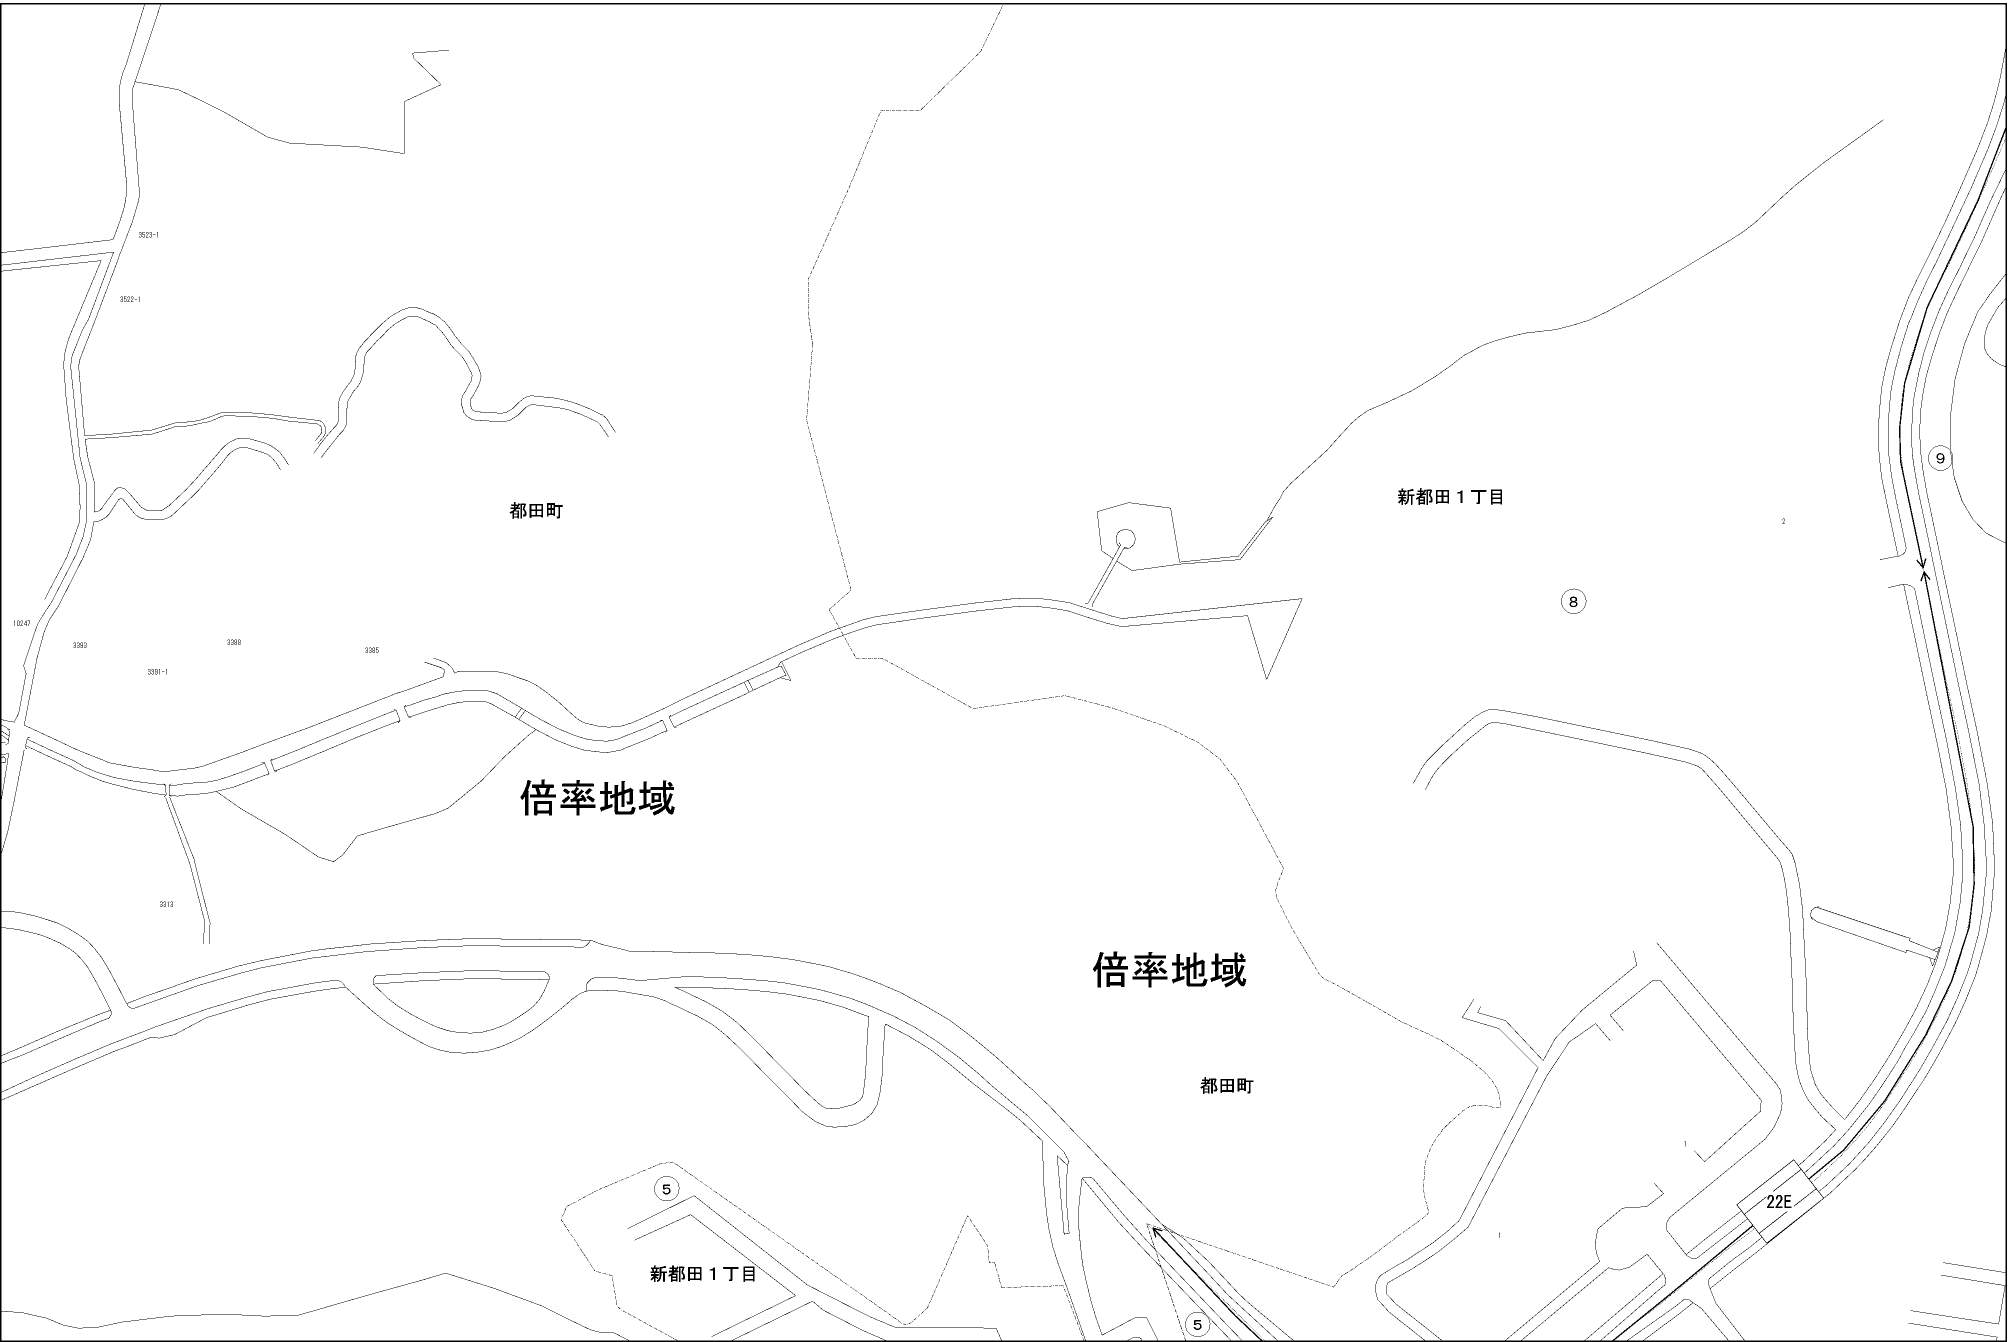 3523-1
3522-1
⑨
新都田１丁目
都田町
2
⑧
10247
3393
3388
3391-1
3385
倍率地域
3313
倍率地域
都田町
1
⑤
22E
1
新都田１丁目
⑤